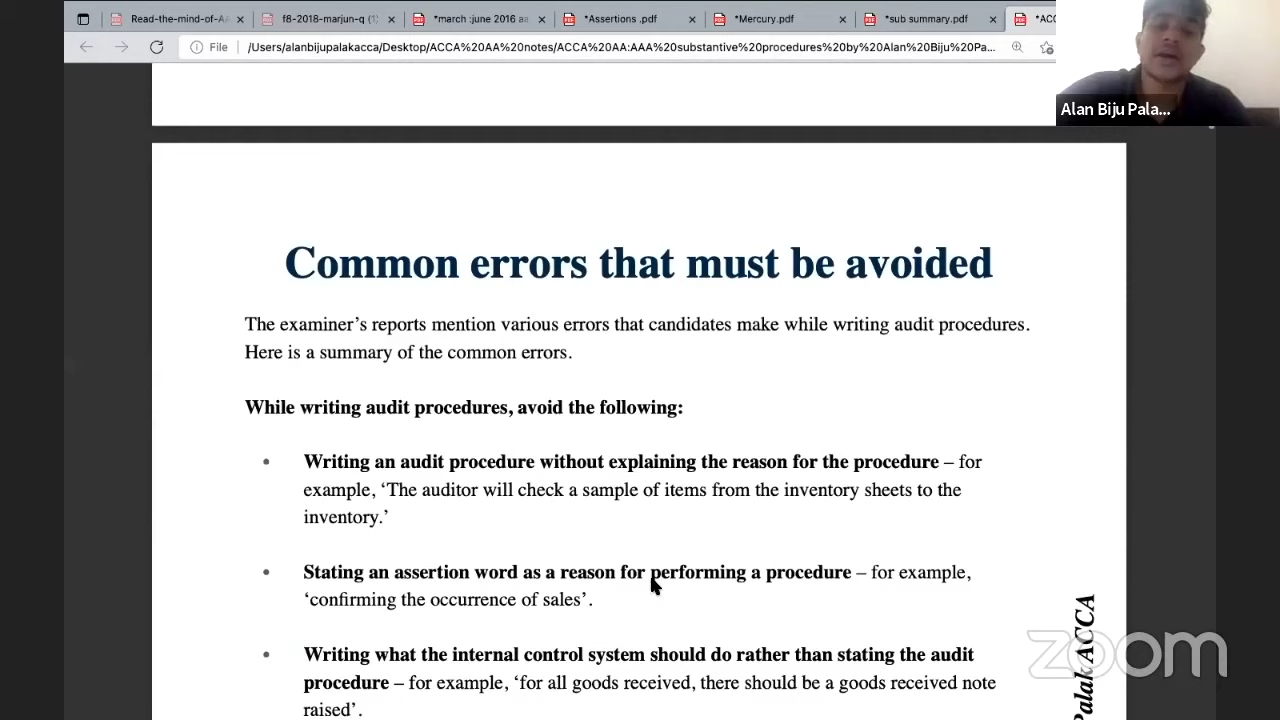 Read-the-mind-of-A
f8-2018-marjun-q (1)
*march :june 2016 aa
*Assertions .pdf
*Mercury.pdf
*sub summary.pdf
*ACC
File
/Users/alanbijupalakacca/Desktop/ACCA%20AA%20notes/ACCA%20AA:AAA%20substantive%20procedures%20by%20Alan%20Biju%20Pa...
Alan Biju Pala...
Common errors that must be avoided
The examiner’s reports mention various errors that candidates make while writing audit procedures.
Here is a summary of the common errors.
While writing audit procedures, avoid the following:
• Writing an audit procedure without explaining the reason for the procedure – for
example, ‘The auditor will check a sample of items from the inventory sheets to the
inventory.’
• Stating an assertion word as a reason for performing a procedure – for example,
‘confirming the occurrence of sales’.
• Writing what the internal control system should do rather than stating the audit
procedure – for example, ‘for all goods received, there should be a goods received note
raised’.
Palak ACCA
zoom